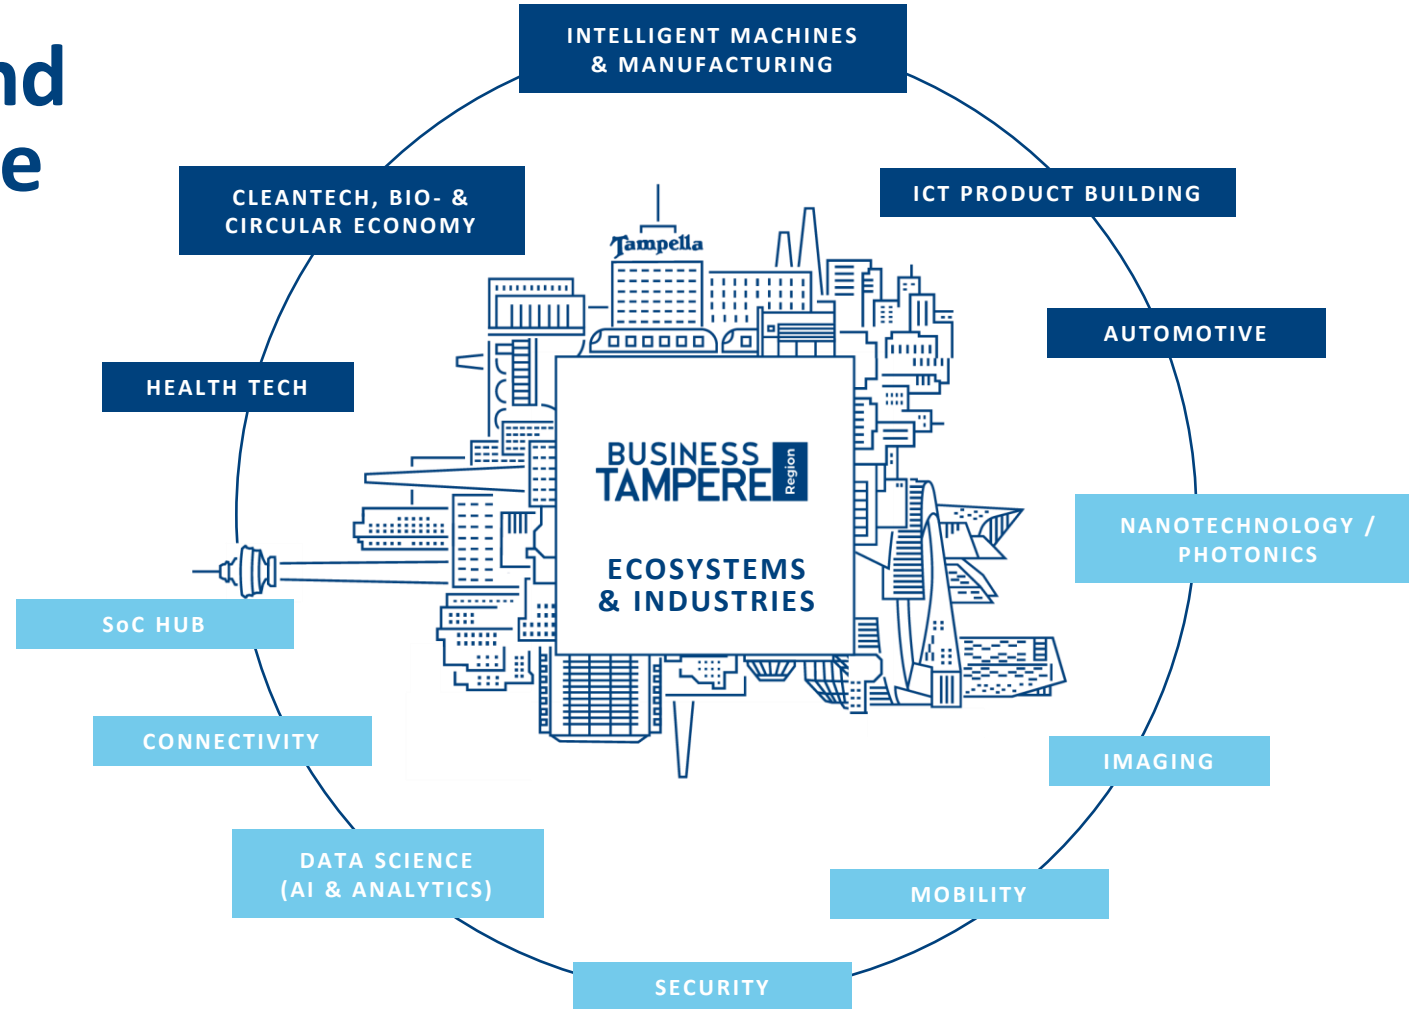 nd
e
INTELLIGENT MACHINES
& MANUFACTURING
CLEANTECH, BIO- &
CIRCULAR ECONOMY
ICT PRODUCT BUILDING
Tampella
AUTOMOTIVE
HEALTH TECH
BUSINESS
TAMPERE
Region
NANOTECHNOLOGY /
PHOTONICS
ECOSYSTEMS
& INDUSTRIES
SoC HUB
CONNECTIVITY
IMAGING
DATA SCIENCE
(AI & ANALYTICS)
MOBILITY
SECURITY